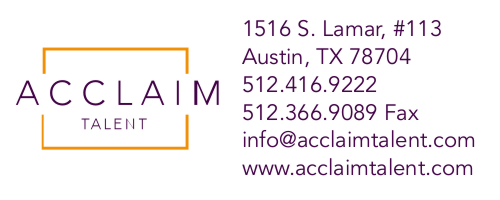 ACCLAIM
TALENT
1516 S. Lamar, #113
Austin, TX 78704
512.416.9222
512.366.9089 Fax
info@acclaimtalent.com
www.acclaimtalent.com